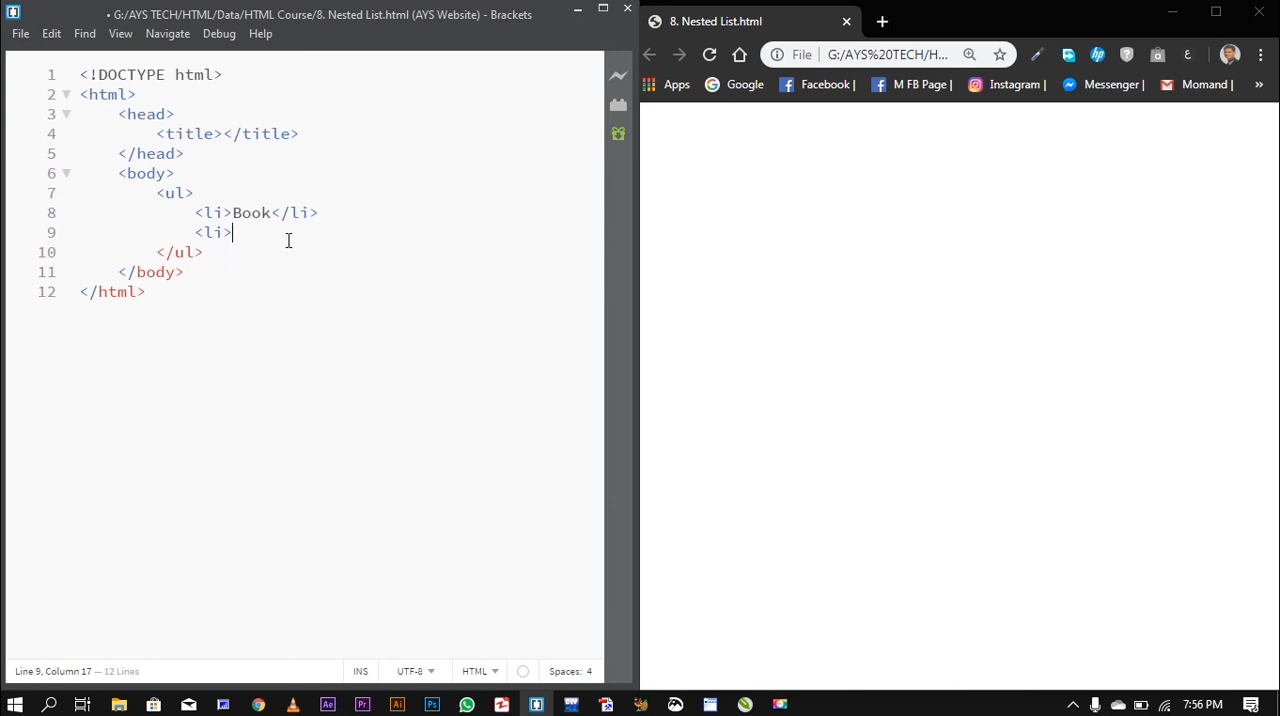 • G:/AYS TECH/HTML/Data/HTML Course/8. Nested List.html (AYS Website) - Brackets
File Edit Find View Navigate Debug Help
1 <!DOCTYPE html>
2 <html>
3 <head>
4 <title></title>
5 </head>
6 <body>
7 <ul>
8 <li>Book</li>
9 <li>
10 </ul>
11 </body>
12 </html>
Line 9, Column 17 — 12 Lines INS UTF-8 HTML Spaces: 4
8. Nested List.html
File G:/AYS%20TECH/H...
Apps Google Facebook | M FB Page | Instagram | Messenger | Momand | »
Ae Pr Ai Ps 7:56 PM